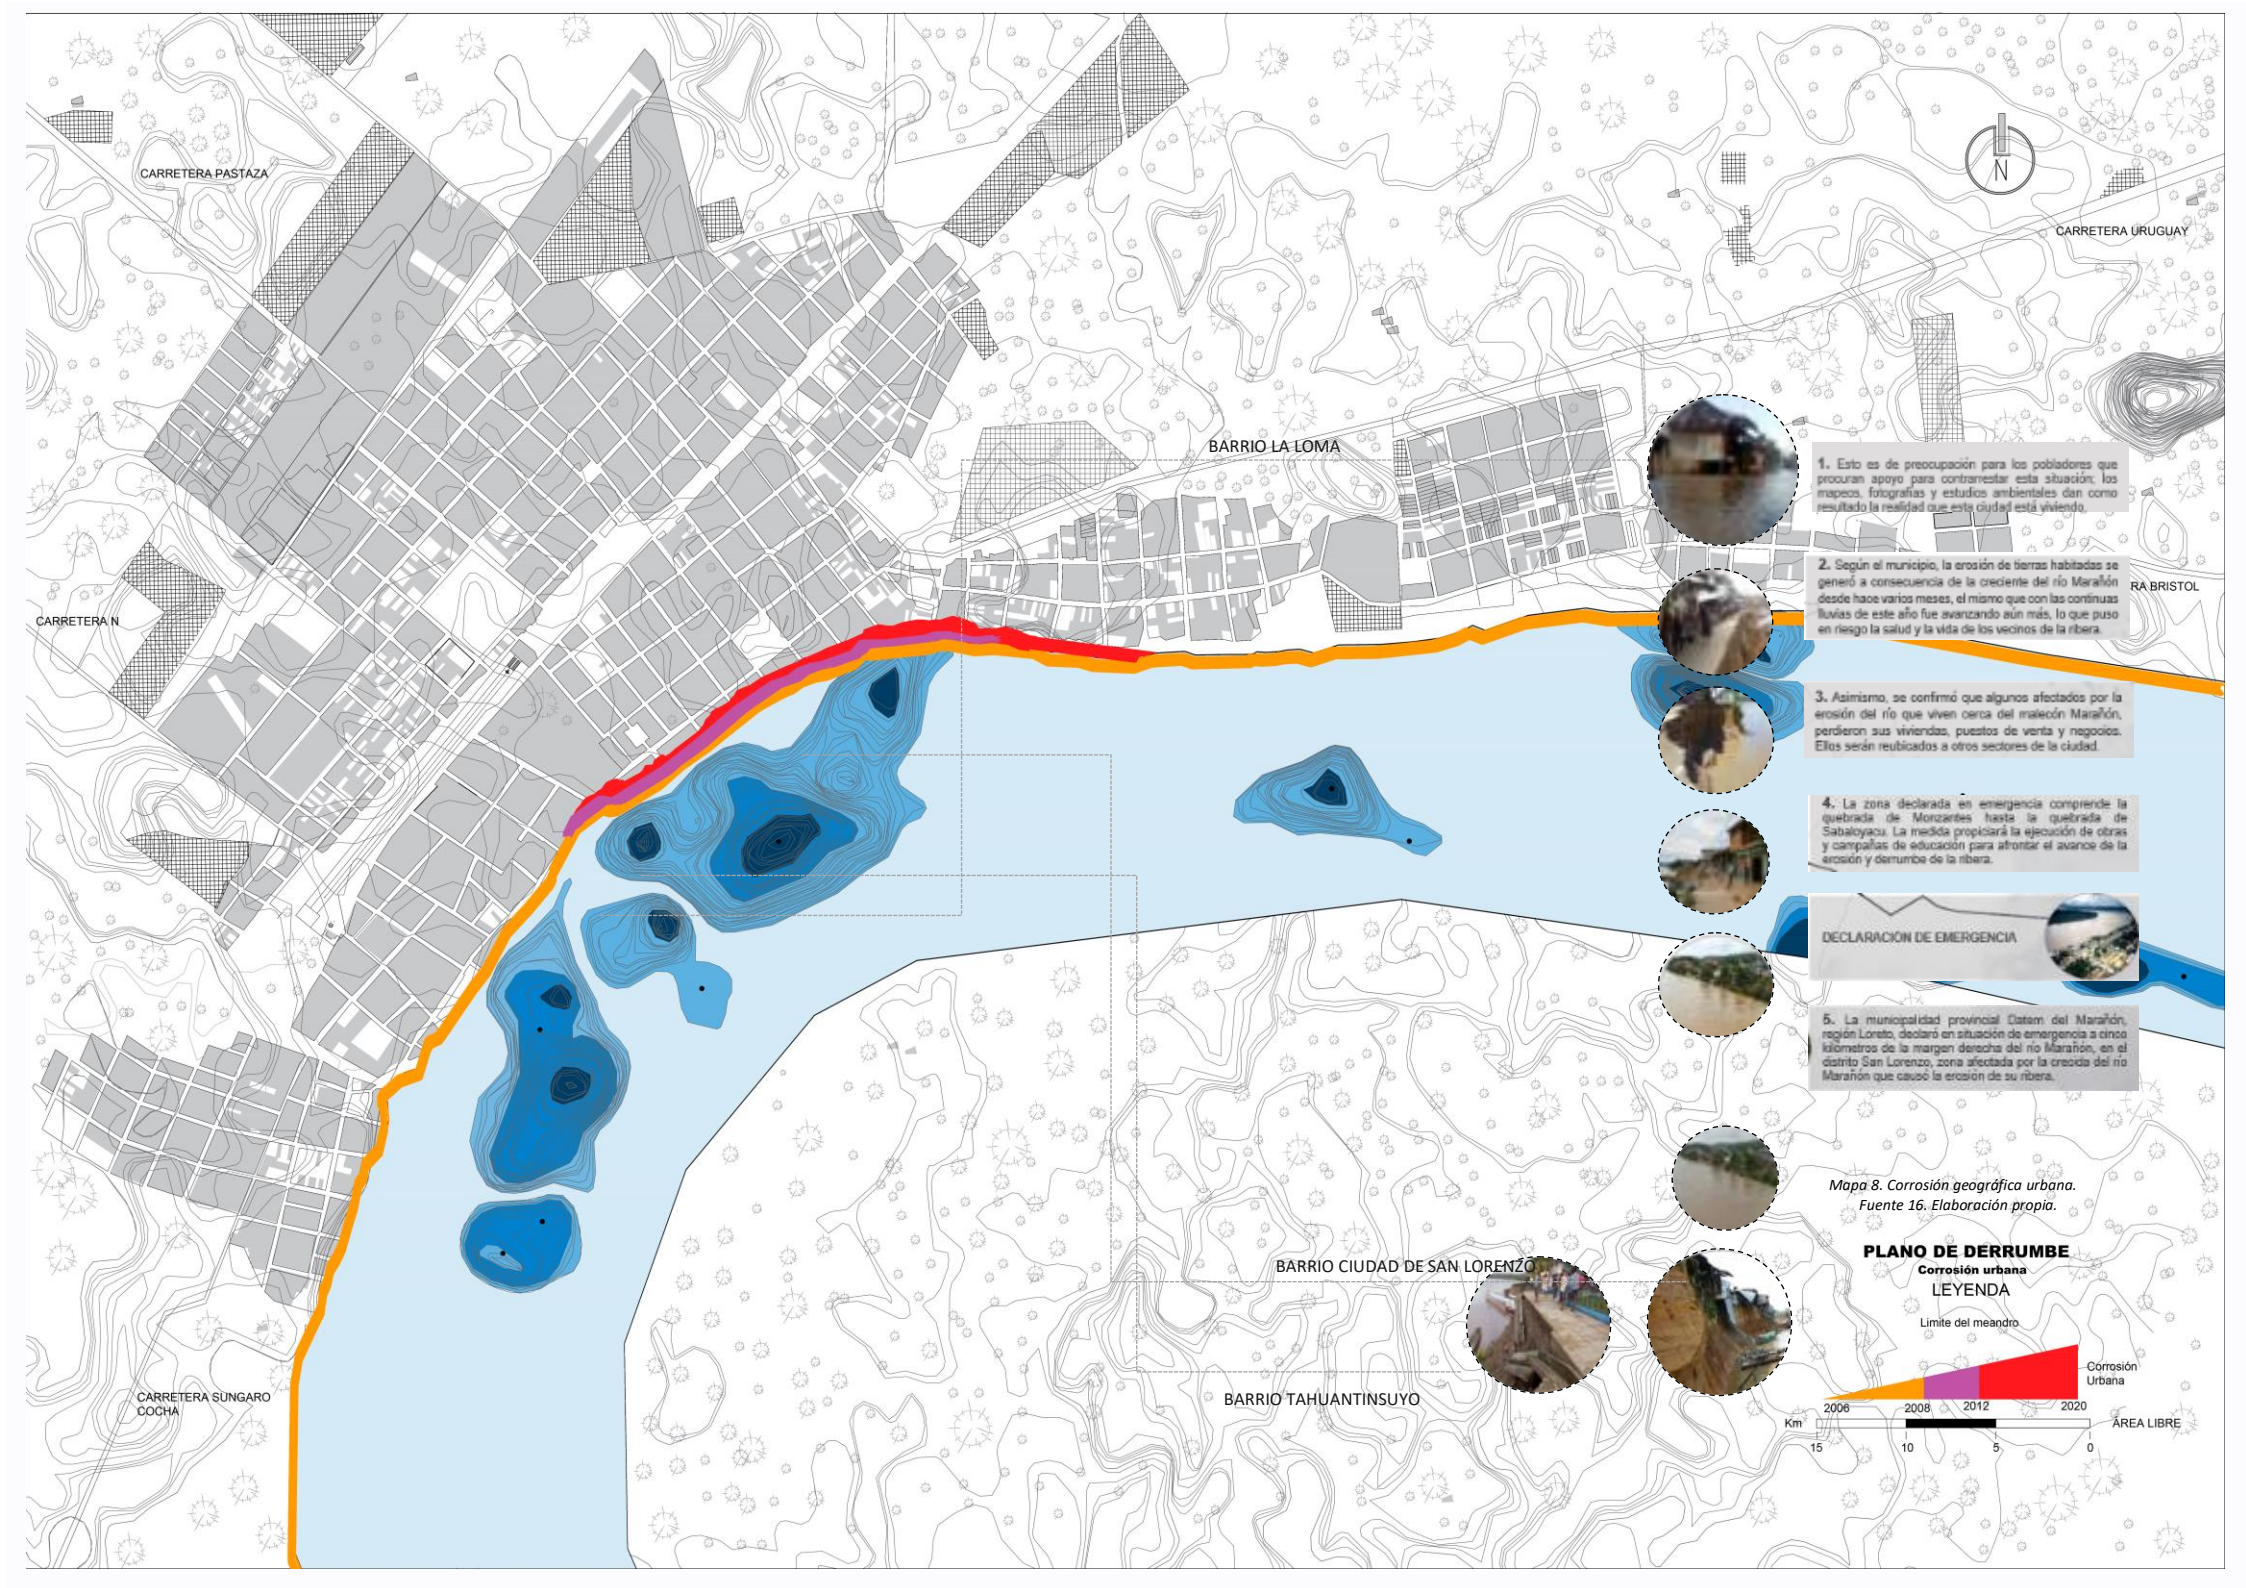 CARRETERA PASTAZA
N
CARRETERA URUGUAY
BARRIO LA LOMA
1. Esto es de preocupación para los pobladores que
procuran apoyo para contrarrestar esta situación; los
mapeos, fotografías y estudios ambientales dan como
resultado la realidad que esta ciudad está viviendo.
2. Según el municipio, la erosión de tierras habitadas se
generó a consecuencia de la creciente del río Marañón
desde hace varios meses, el mismo que con las continuas
lluvias de este año fue avanzando aún más, lo que puso
en riesgo la salud y la vida de los vecinos de la ribera.
RA BRISTOL
CARRETERA N
3. Asimismo, se confirmó que algunos afectados por la
erosión del río que viven cerca del malecón Marañón,
perdieron sus viviendas, puestos de venta y negocios.
Ellos serán reubicados a otros sectores de la ciudad.
4. La zona declarada en emergencia comprende la
quebrada de Monzantes hasta la quebrada de
Sabaloyacu. La medida propiciará la ejecución de obras
y campañas de educación para afrontar el avance de la
erosión y derrumbe de la ribera.
DECLARACIÓN DE EMERGENCIA
5. La municipalidad provincial Datem del Marañón,
región Loreto, declaró en situación de emergencia a cinco
kilometros de la margen derecha del río Marañón, en el
distrito San Lorenzo, zona afectada por la crecida del río
Marañón que causó la erosión de su ribera.
Mapa 8. Corrosión geográfica urbana.
Fuente 16. Elaboración propia.
PLANO DE DERRUMBE
Corrosión urbana
LEYENDA
Limite del meandro
BARRIO CIUDAD DE SAN LORENZO
Corrosión
Urbana
2006 2008 2012 2020
Km
ÁREA LIBRE
15 10 5 0
BARRIO TAHUANTINSUYO
CARRETERA SUNGARO
COCHA